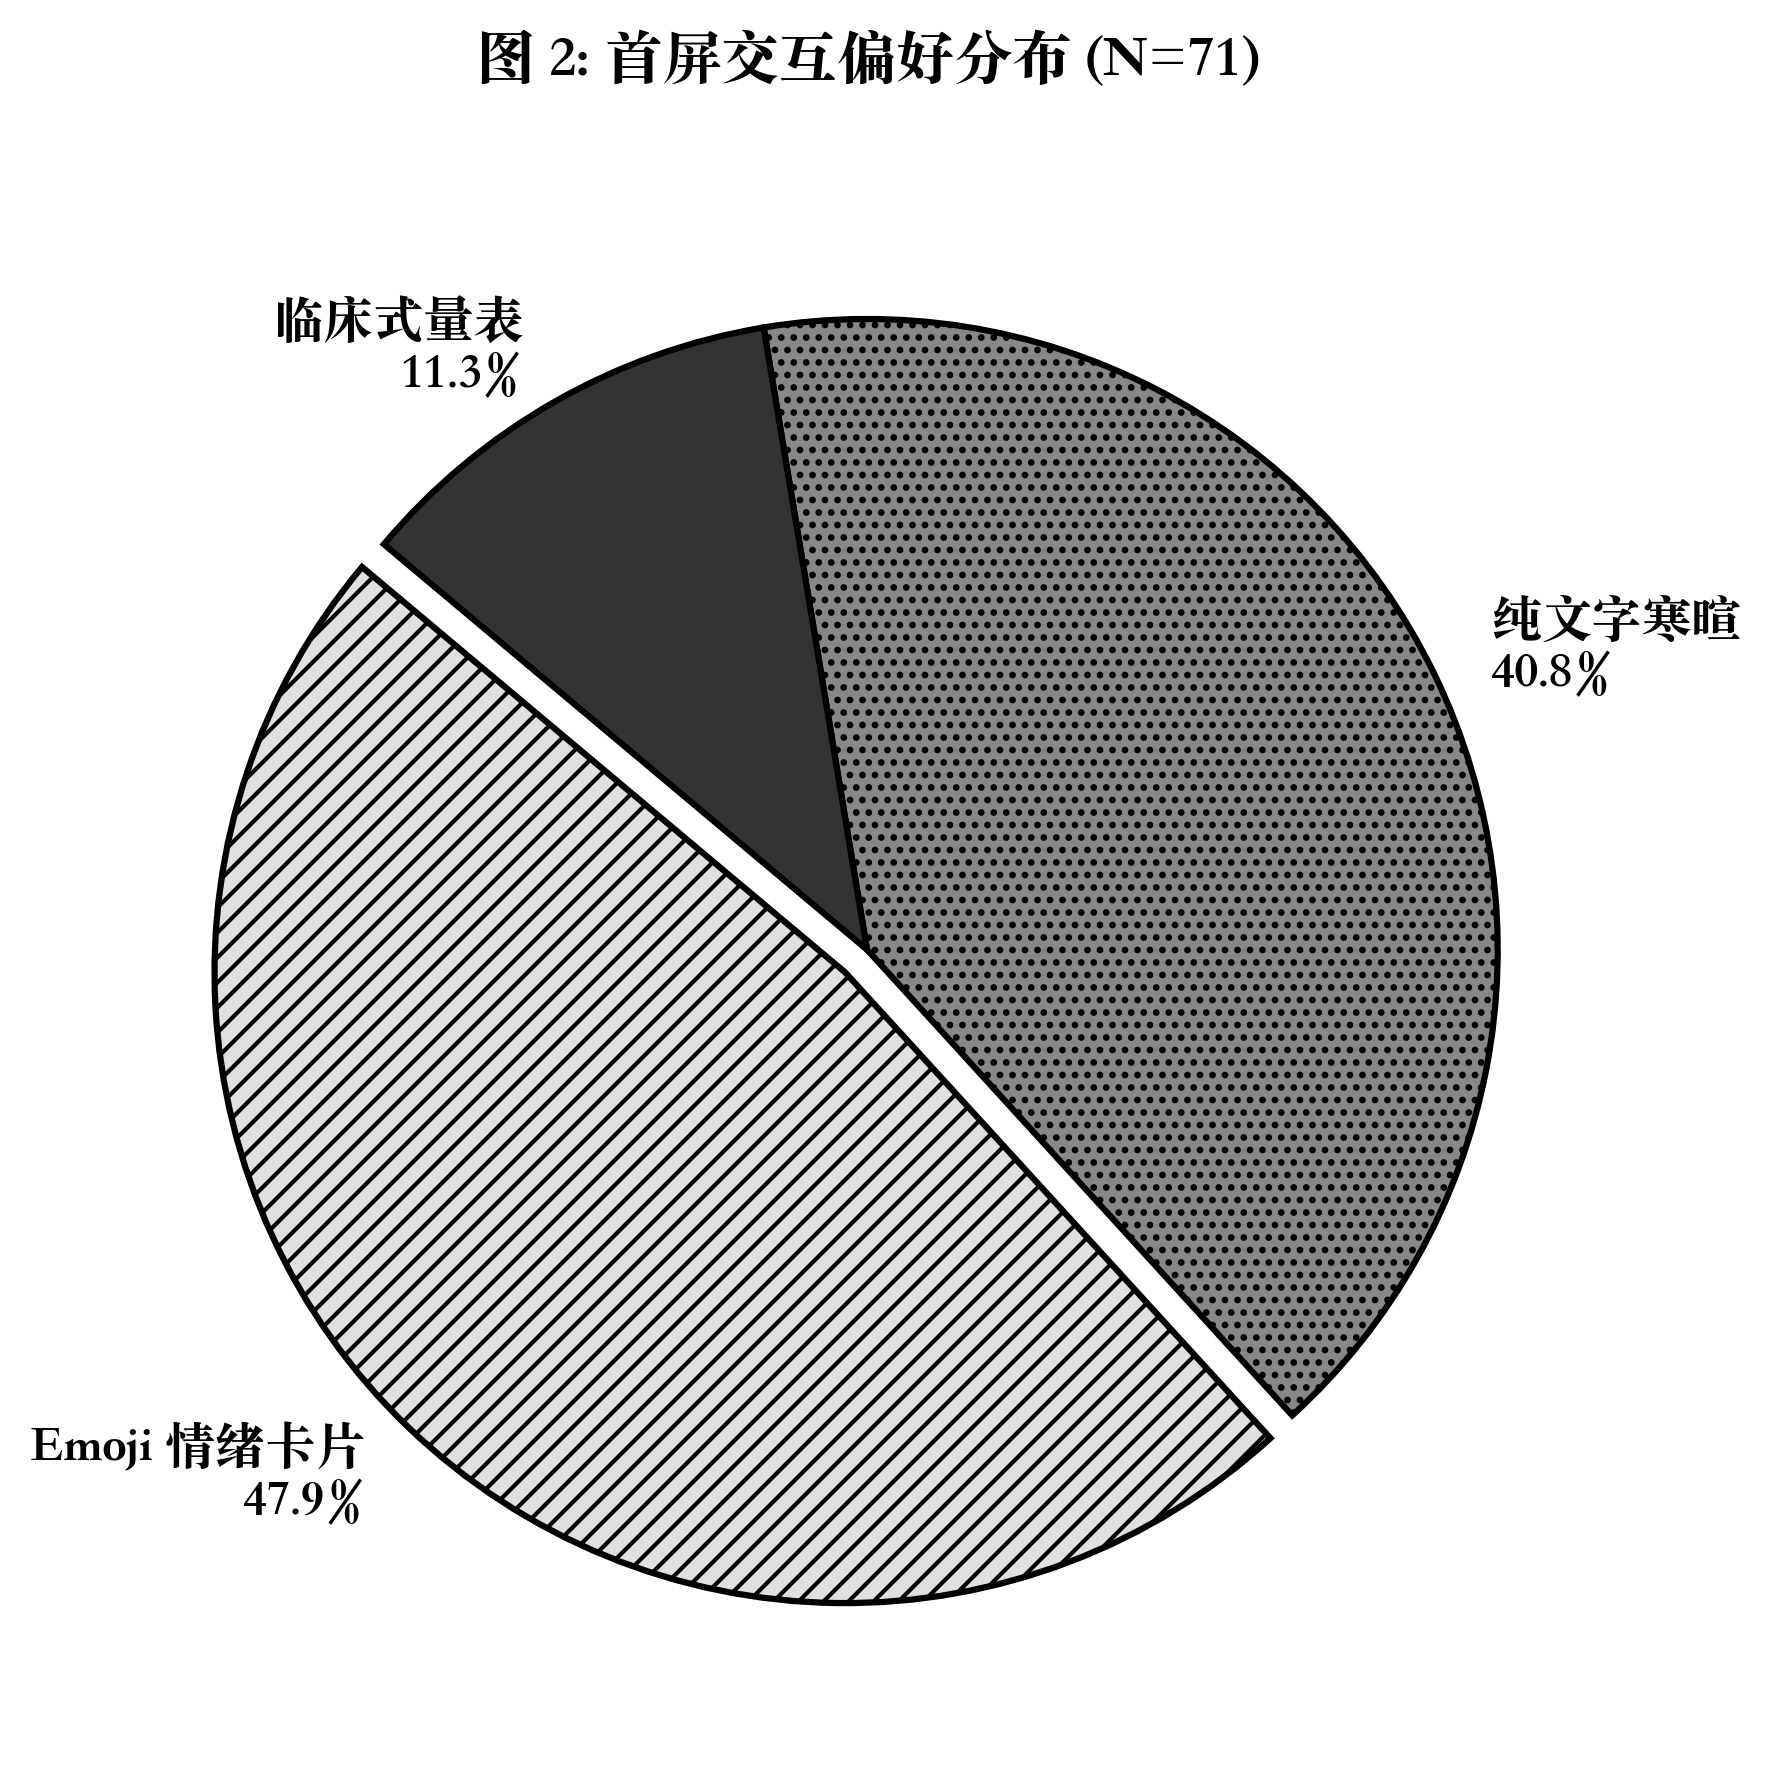 图 2: 首屏交互偏好分布 (N=71)
临床式量表
11.3%
纯文字寒暄
40.8%
Emoji 情绪卡片
47.9%